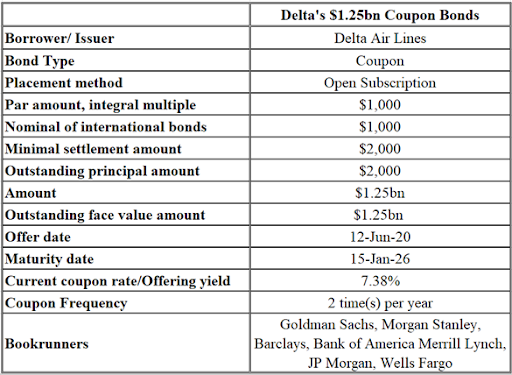 Delta's $1.25bn Coupon Bonds
Borrower/ Issuer Delta Air Lines
Bond Type Coupon
Placement method Open Subscription
Par amount, integral multiple $1,000
Nominal of international bonds $1,000
Minimal settlement amount $2,000
Outstanding principal amount $2,000
Amount $1.25bn
Outstanding face value amount $1.25bn
Offer date 12-Jun-20
Maturity date 15-Jan-26
Current coupon rate/Offering yield 7.38%
Coupon Frequency 2 time(s) per year
Bookrunners
Goldman Sachs, Morgan Stanley,
Barclays, Bank of America Merrill Lynch,
JP Morgan, Wells Fargo